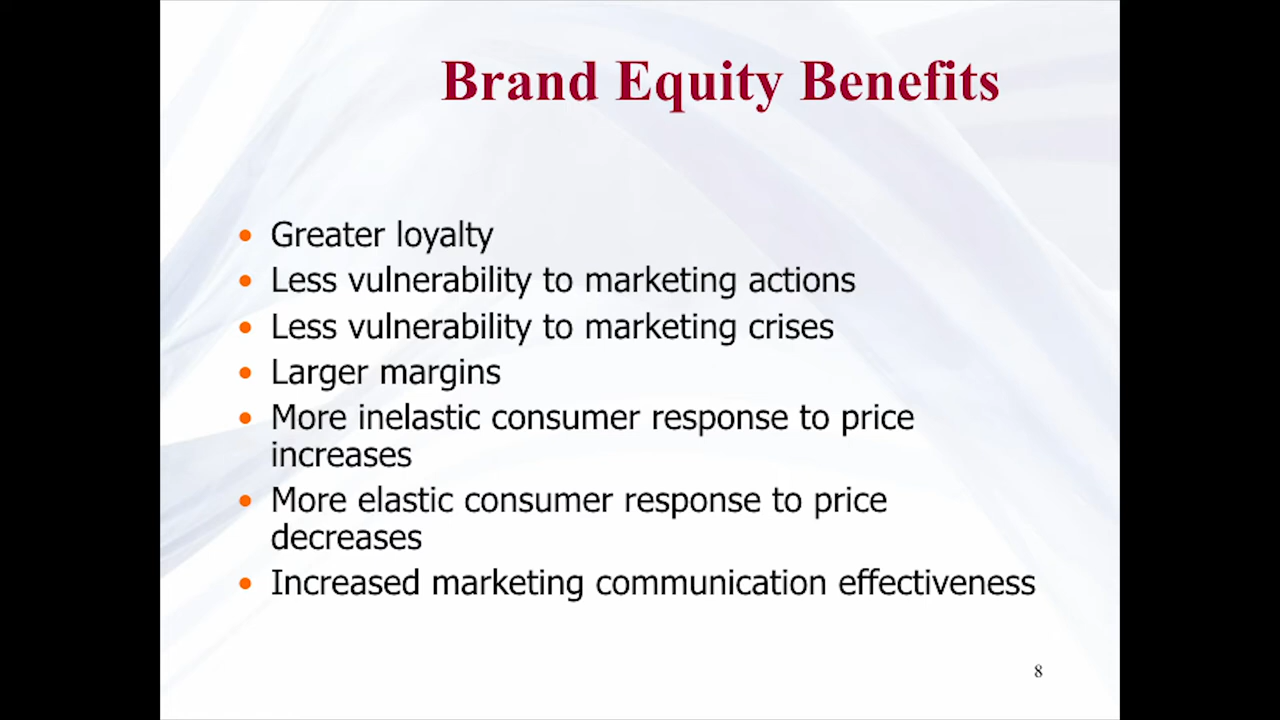 Brand Equity Benefits
• Greater loyalty
• Less vulnerability to marketing actions
• Less vulnerability to marketing crises
• Larger margins
• More inelastic consumer response to price
increases
• More elastic consumer response to price
decreases
• Increased marketing communication effectiveness
8